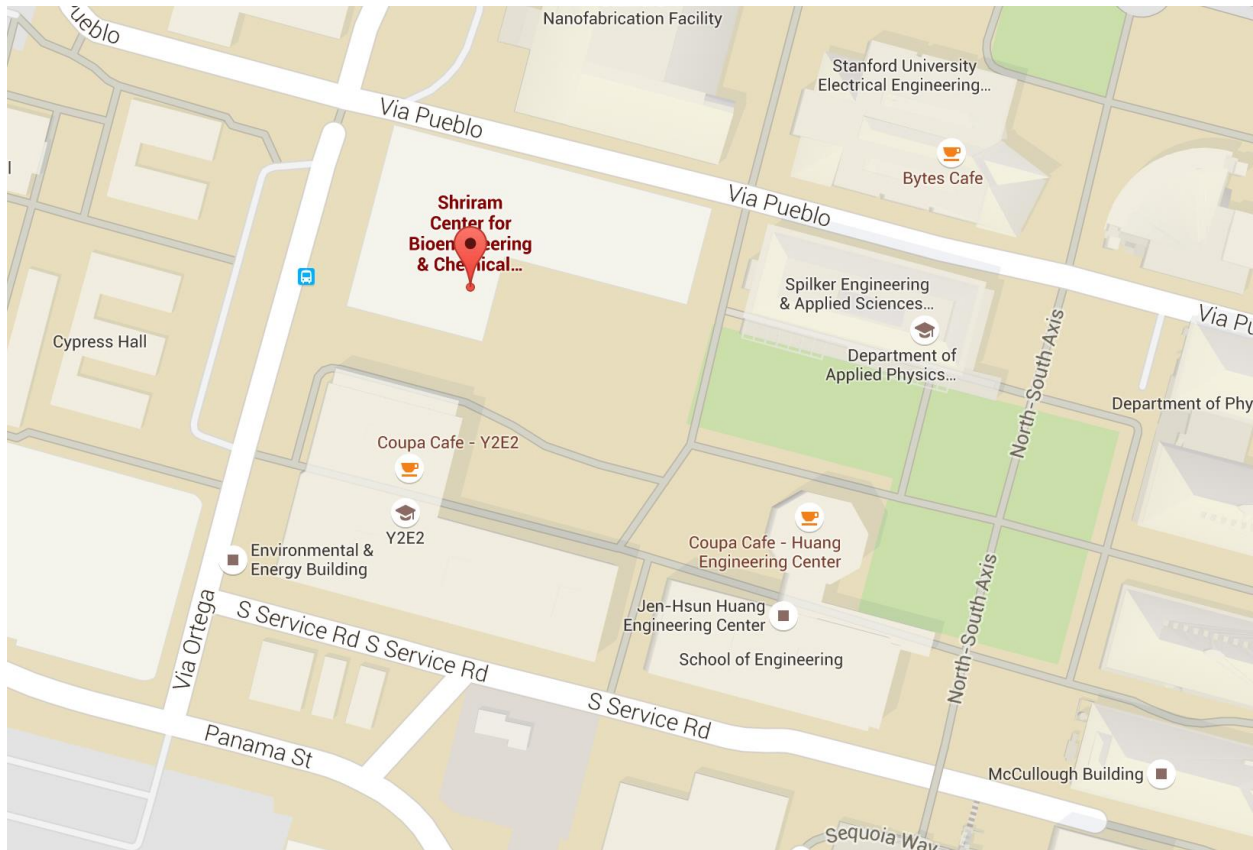 Nanofabrication Facility
Pueblo
Stanford University
Electrical Engineering...
Via Pueblo
Bytes Cafe
Via Pueblo
Shriram
Center for
Bioengineering
& Chemical...
Spilker Engineering
& Applied Sciences...
Via Pu
l
Cypress Hall
Department of
Applied Physics...
North-South Axis
Department of Phy
Coupa Cafe - Y2E2
Y2E2
Coupa Cafe - Huang
Engineering Center
Environmental &
Energy Building
Jen-Hsun Huang
Engineering Center
School of Engineering
North-South Axis
S Service Rd S Service Rd
Via Ortega
S Service Rd
Panama St
McCullough Building
Sequoia Way